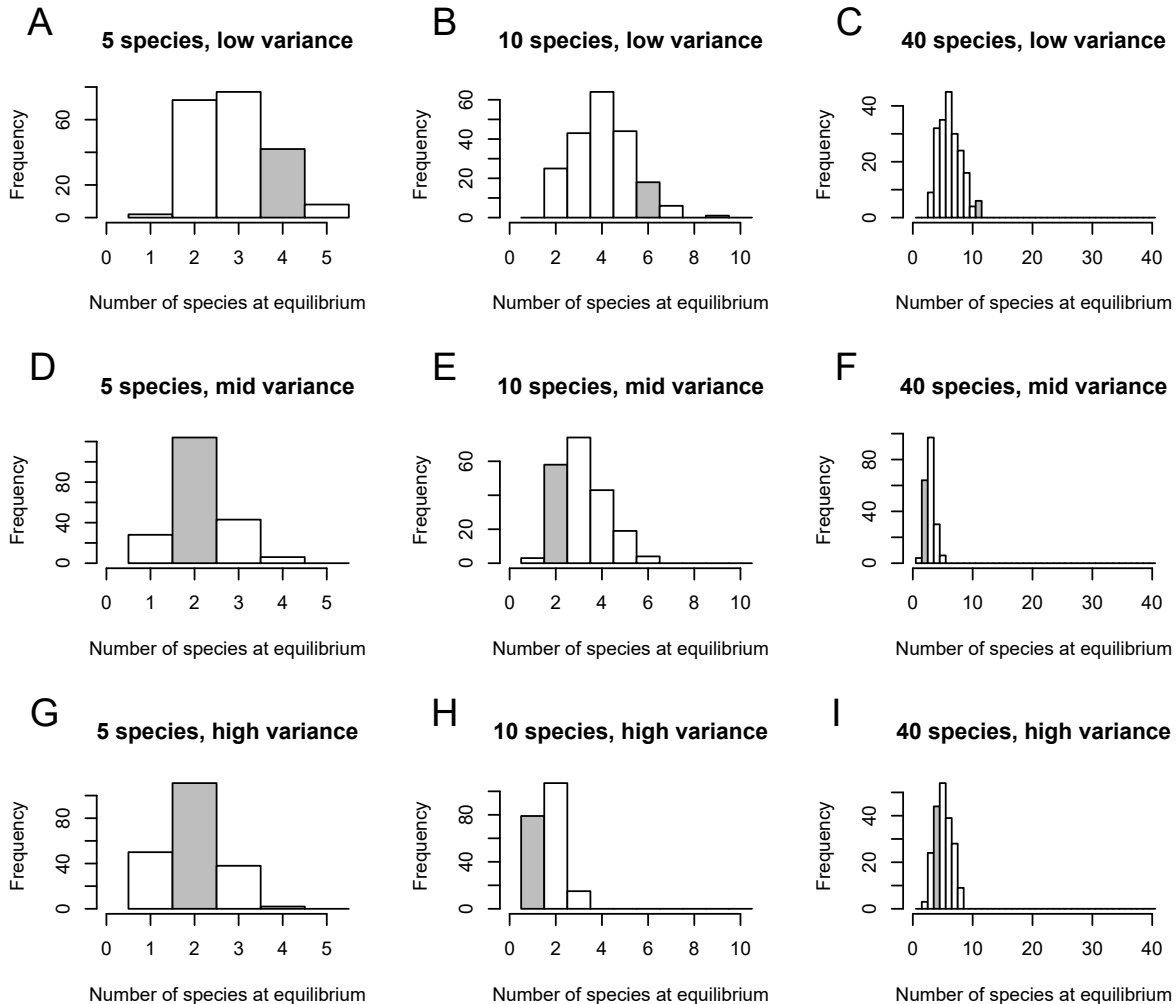 A
5 species, low variance
Frequency
0 20 60
0 1 2 3 4 5
Number of species at equilibrium
B
10 species, low variance
Frequency
0 20 40 60
0 2 4 6 8 10
Number of species at equilibrium
C
40 species, low variance
Frequency
0 20 40
0 10 20 30 40
Number of species at equilibrium
D
5 species, mid variance
Frequency
0 40 80
0 1 2 3 4 5
Number of species at equilibrium
E
10 species, mid variance
Frequency
0 20 60
0 2 4 6 8 10
Number of species at equilibrium
F
40 species, mid variance
Frequency
0 40 80
0 10 20 30 40
Number of species at equilibrium
G
5 species, high variance
Frequency
0 40 80
0 1 2 3 4 5
Number of species at equilibrium
H
10 species, high variance
Frequency
0 40 80
0 2 4 6 8 10
Number of species at equilibrium
I
40 species, high variance
Frequency
0 20 40
0 10 20 30 40
Number of species at equilibrium